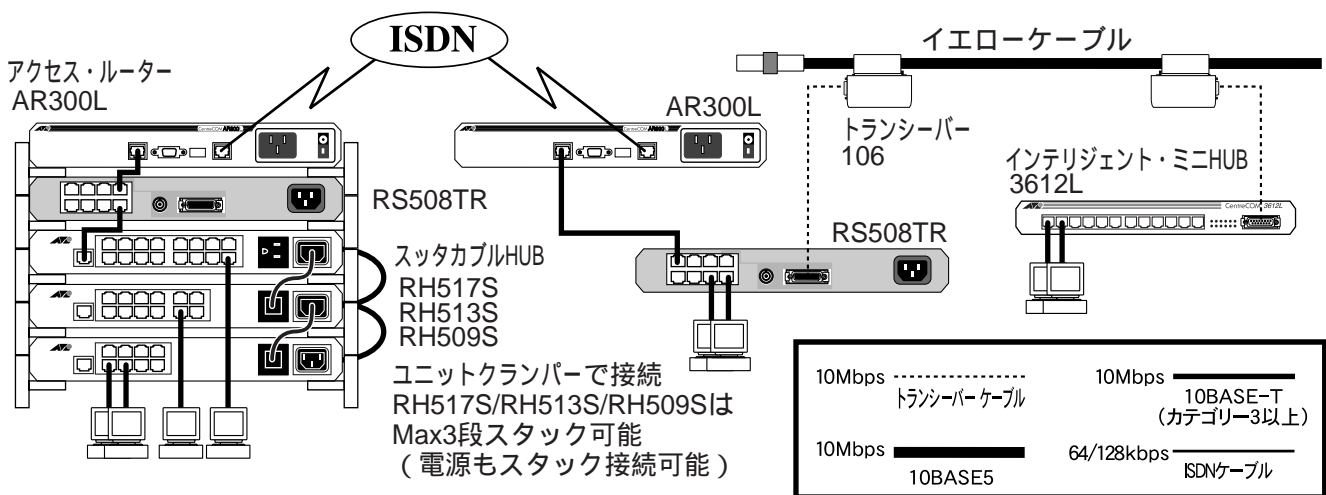 ISDN
イエローケーブル
アクセス・ルーター
AR300L
AR300L
トランシーバー
106
インテリジェント・ミニHUB
3612L
CentreCOM AR300
CentreCOM AR300
CentreCOM 3612L
RS508TR
RS508TR
スッタカブルHUB
RH517S
RH513S
RH509S
ユニットクランパーで接続
RH517S/RH513S/RH509Sは
Max3段スタック可能
(電源もスタック接続可能)
10Mbps
トランシーバーケーブル
10Mbps
10BASE-T
(カテゴリー3以上)
10Mbps
10BASE5
64/128kbps
ISDNケーブル